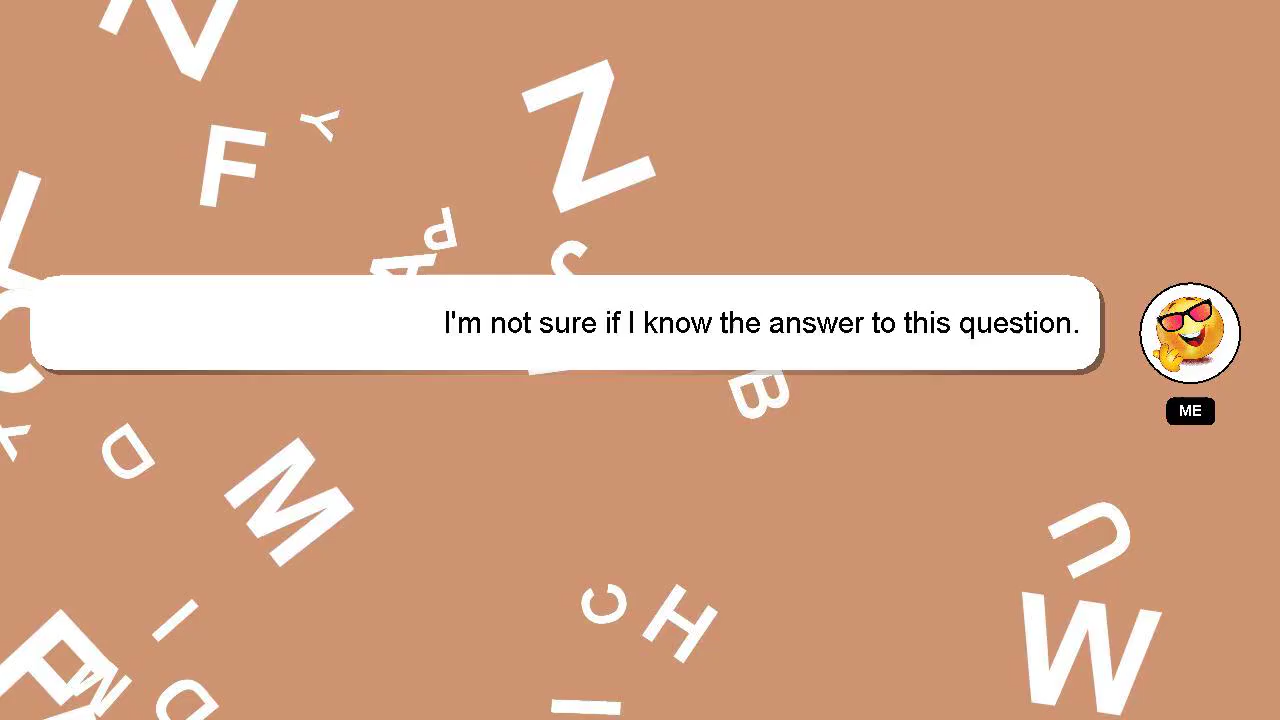 N
Z
F
Y
P
A
S
I'm not sure if I know the answer to this question.
C
ME
B
Y
D
M
U
C
H
I
W
P
M
D
I